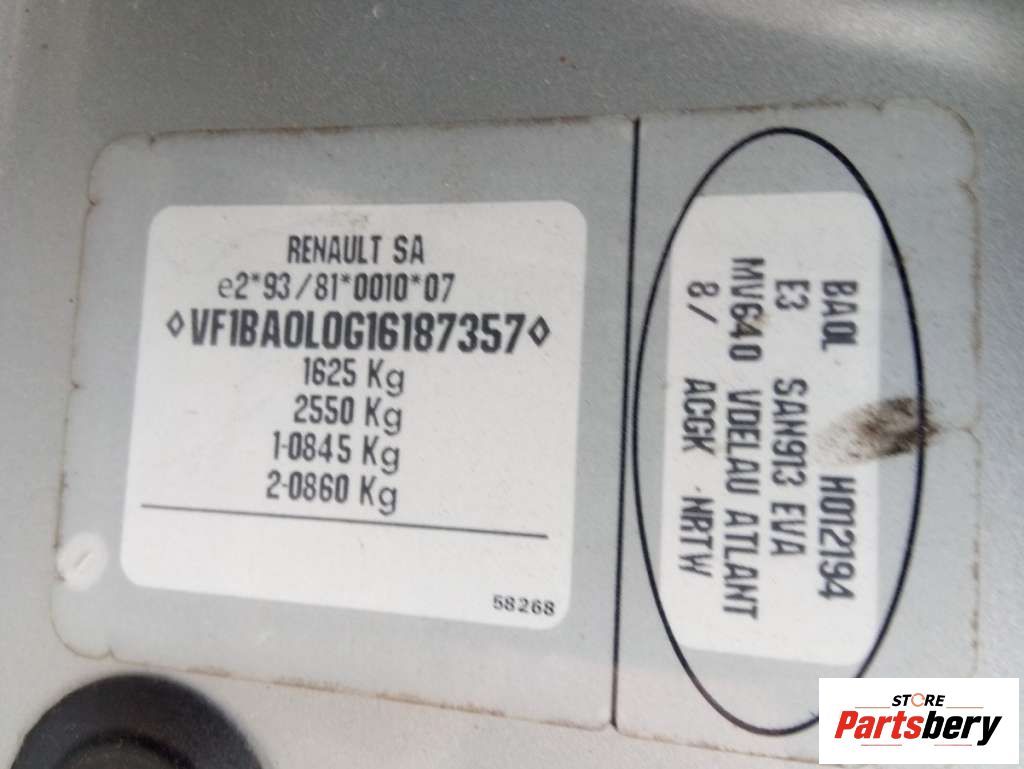 RENAULT SA
e2*93/81*0010*07
◊VF1BA0L0G16187357◊
1625 Kg
2550 Kg
1-0845 Kg
2-0860 Kg
58268
BA0L H012194
E3 SAN913 EVA
MV640 VDELAU ATLANT
8/ ACGK NRTW
STORE
Partsbery